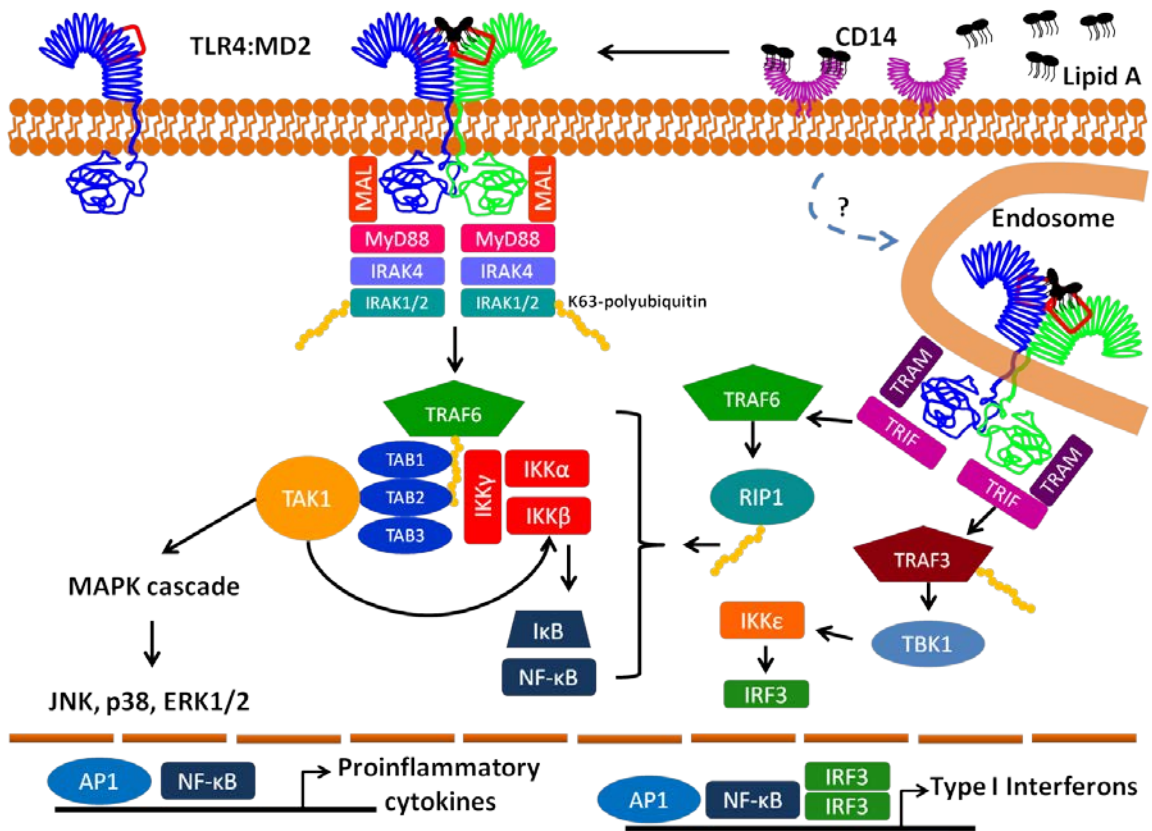 TLR4:MD2
CD14
Lipid A
MAL
MAL
MyD88
MyD88
IRAK4
IRAK4
IRAK1/2
IRAK1/2
K63-polyubiquitin
?
Endosome
TRAM
TRIF
TRAM
TRIF
TRAF6
TAB1
TAB2
TAB3
TAK1
IKKγ
IKKα
IKKβ
IκB
NF-κB
MAPK cascade
JNK, p38, ERK1/2
TRAF6
RIP1
TRAF3
TBK1
IKKε
IRF3
AP1
NF-κB
Proinflammatory
cytokines
AP1
NF-κB
IRF3
IRF3
Type I Interferons